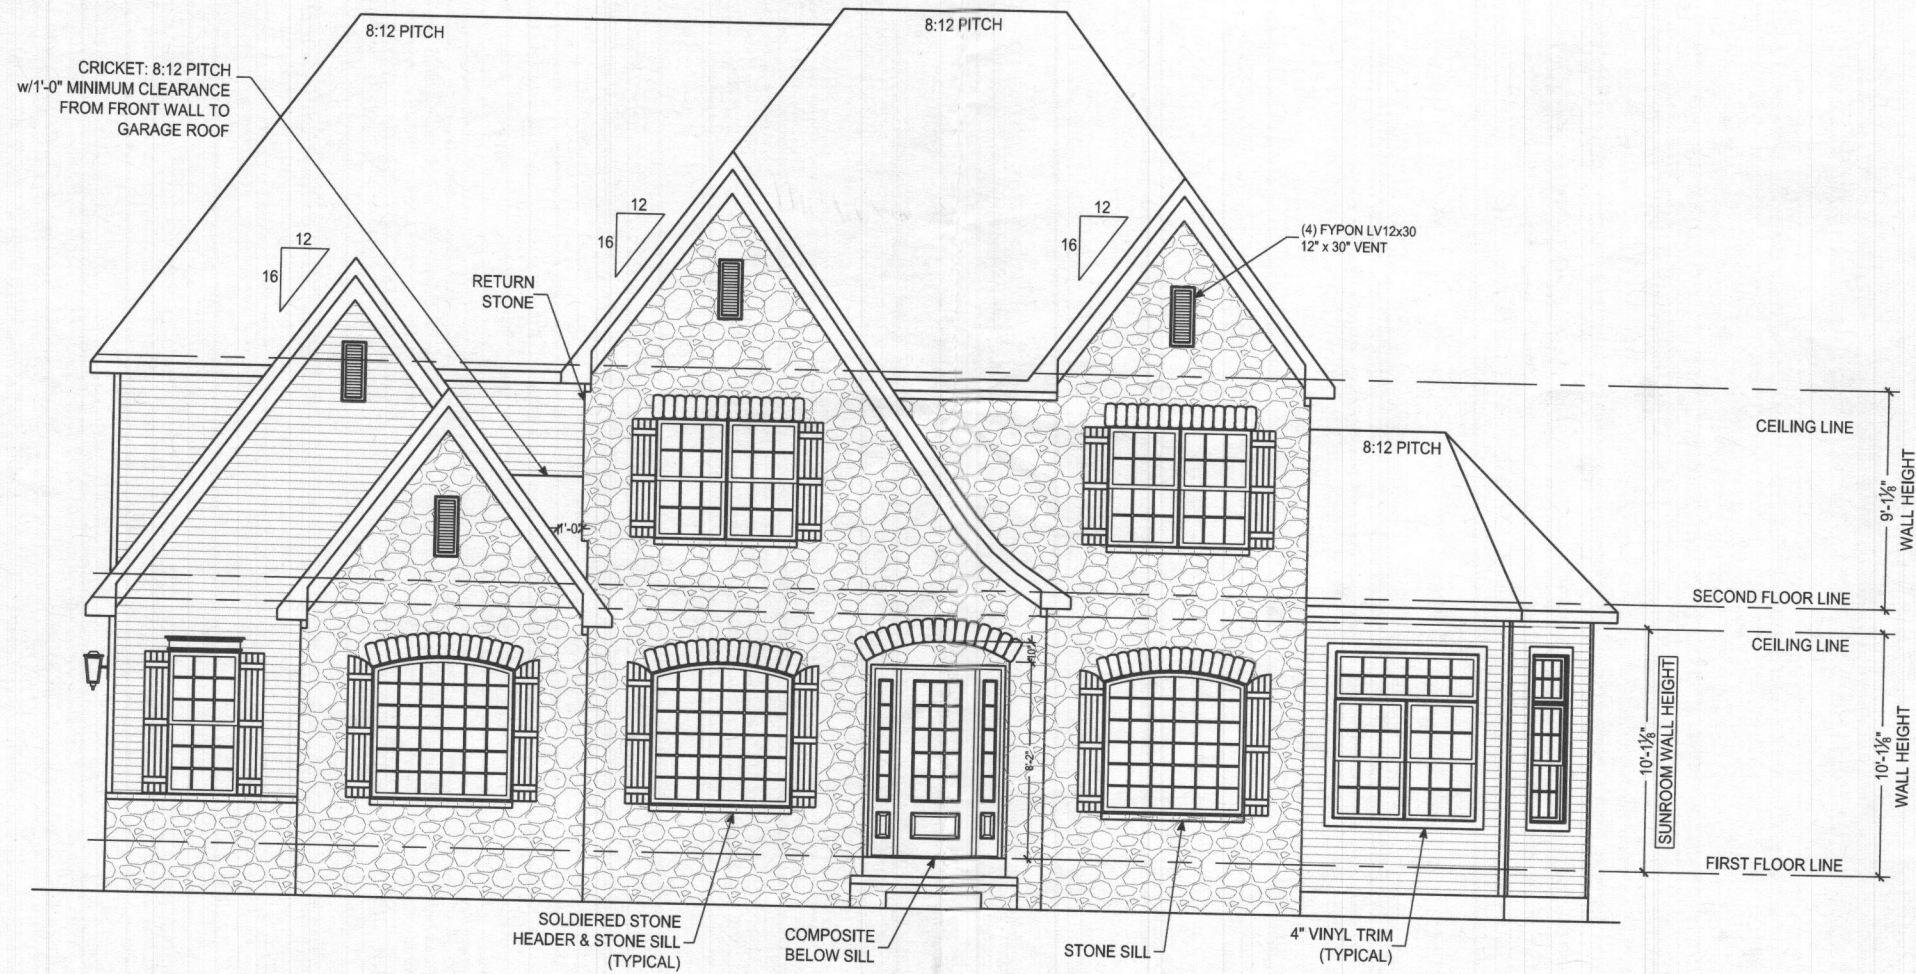 8:12 PITCH
8:12 PITCH
CRICKET: 8:12 PITCH
w/1'-0" MINIMUM CLEARANCE
FROM FRONT WALL TO
GARAGE ROOF
12
16
12
16
12
16
(4) FYPON LV12x30
12" x 30" VENT
RETURN
STONE
CEILING LINE
8:12 PITCH
9'-1⅛"
WALL HEIGHT
1'-0"
SECOND FLOOR LINE
CEILING LINE
10"
8'-2"
10'-1⅛"
SUNROOM WALL HEIGHT
10'-1⅛"
WALL HEIGHT
FIRST FLOOR LINE
SOLDIERED STONE
HEADER & STONE SILL
(TYPICAL)
COMPOSITE
BELOW SILL
STONE SILL
4" VINYL TRIM
(TYPICAL)